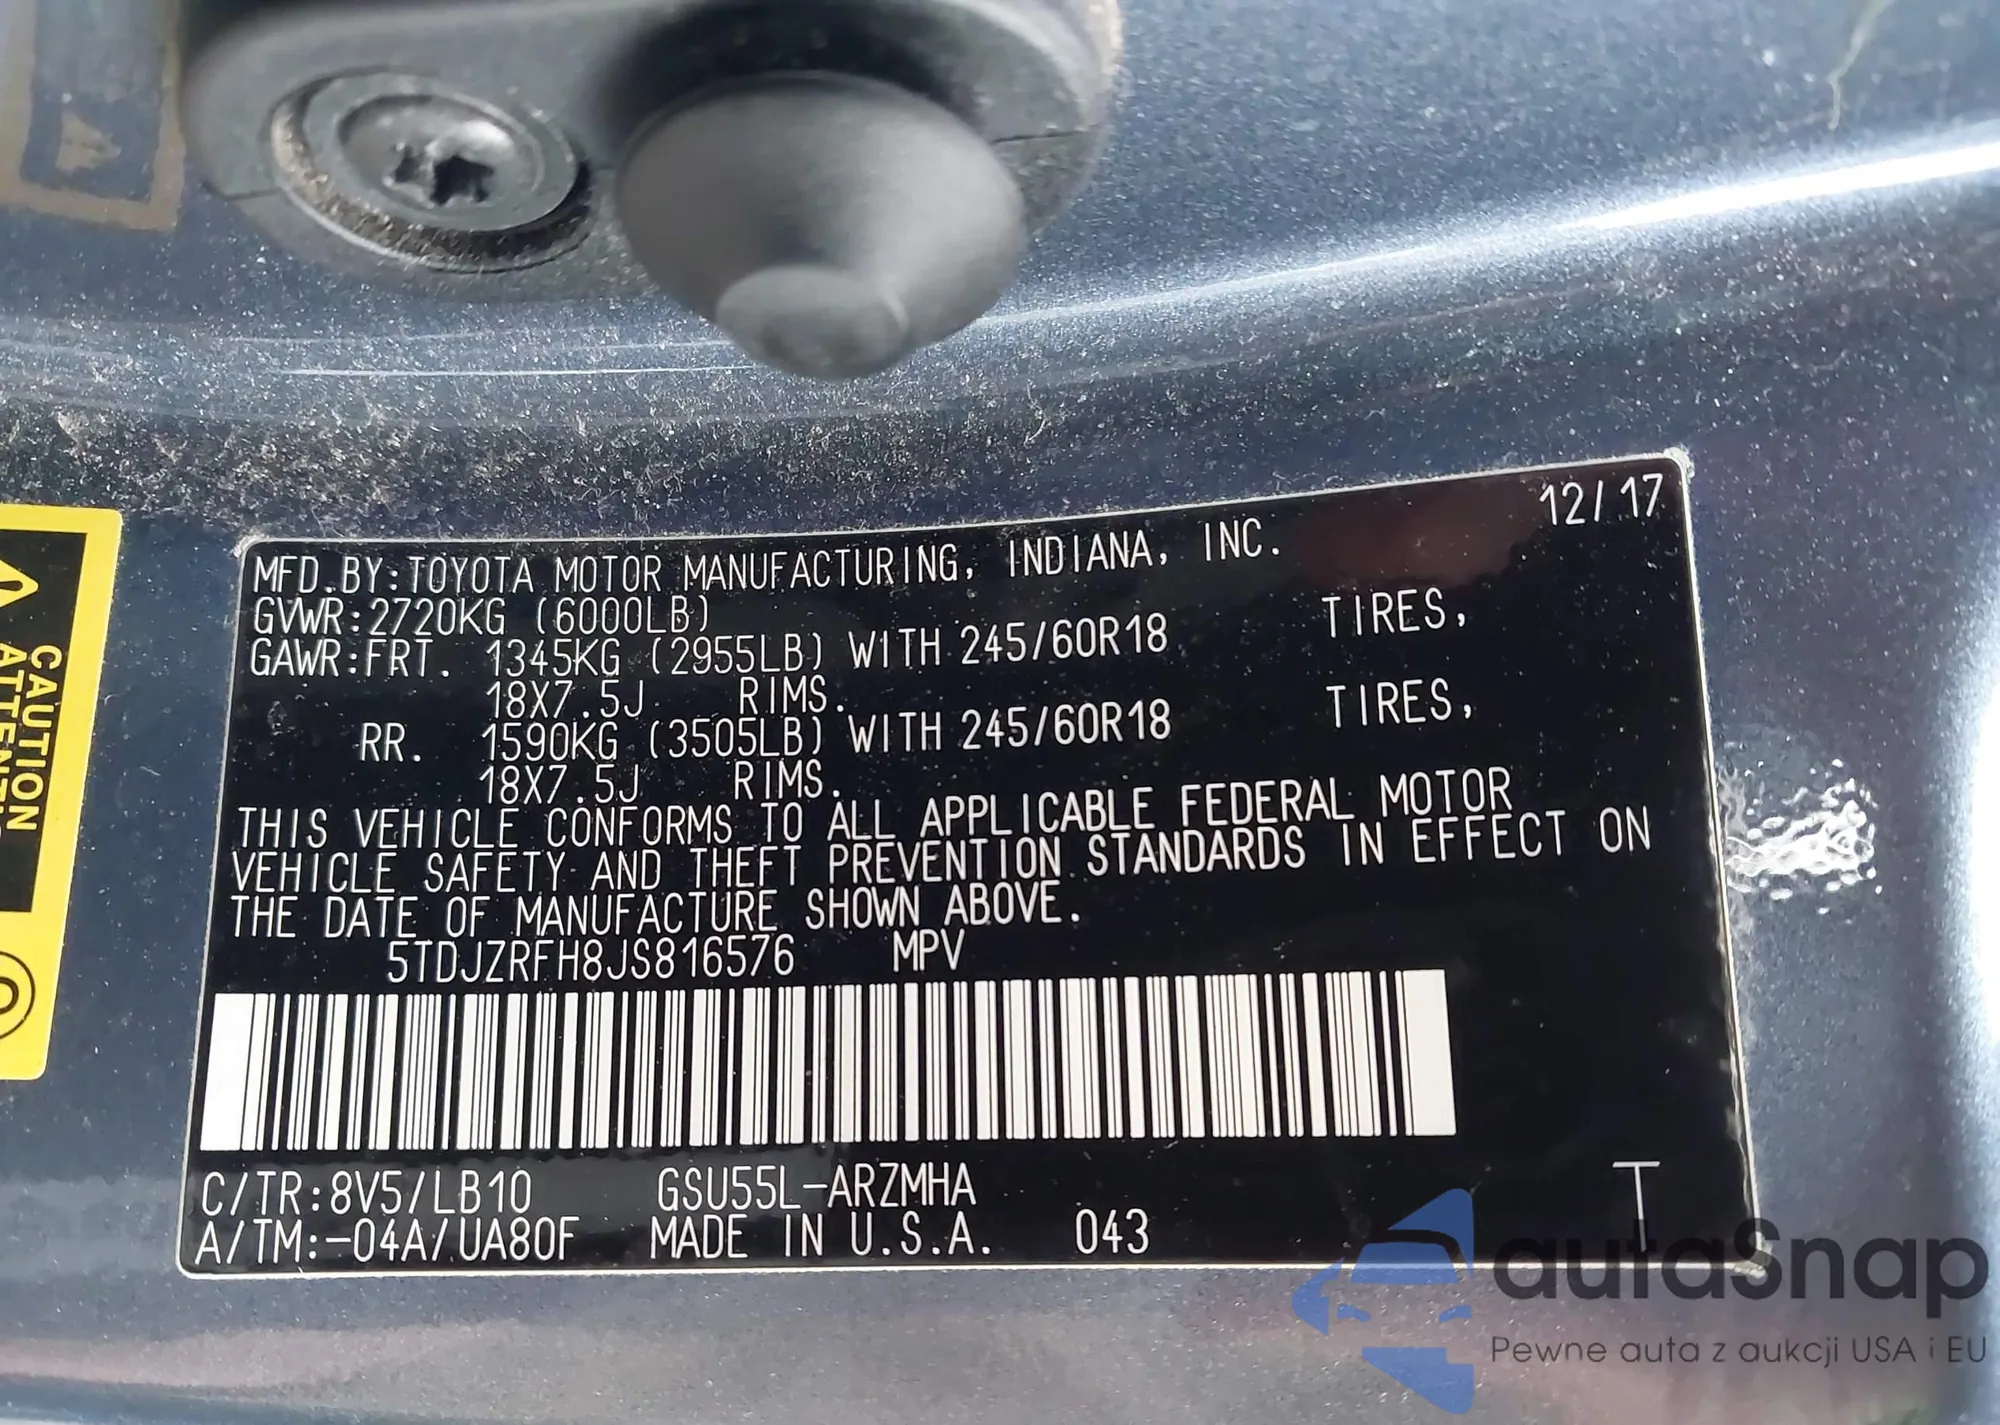 12/17
MFD.BY:TOYOTA MOTOR MANUFACTURING, INDIANA, INC.
GVWR:2720KG (6000LB)
GAWR:FRT. 1345KG (2955LB) WITH 245/60R18 TIRES,
18X7.5J RIMS.
RR. 1590KG (3505LB) WITH 245/60R18 TIRES,
18X7.5J RIMS.
THIS VEHICLE CONFORMS TO ALL APPLICABLE FEDERAL MOTOR
VEHICLE SAFETY AND THEFT PREVENTION STANDARDS IN EFFECT ON
THE DATE OF MANUFACTURE SHOWN ABOVE.
5TDJZRFH8JS816576 MPV
C/TR:8V5/LB10 GSU55L-ARZMHA T
A/TM:-04A/UA80F MADE IN U.S.A. 043
CAUTION
autaSnap
Pewne auta z aukcji USA i EU